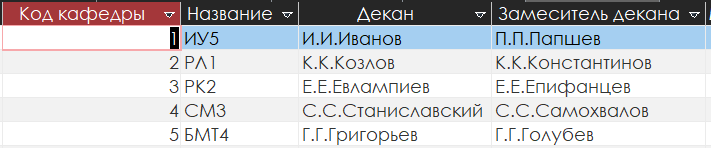 Код кафедры Название Декан Заместитель декана
1 ИУ5 И.И.Иванов П.П.Папшев
2 РЛ1 К.К.Козлов К.К.Константинов
3 РК2 Е.Е.Евлампиев Е.Е.Епифанцев
4 СМ3 С.С.Станиславский С.С.Самохвалов
5 БМТ4 Г.Г.Григорьев Г.Г.Голубев